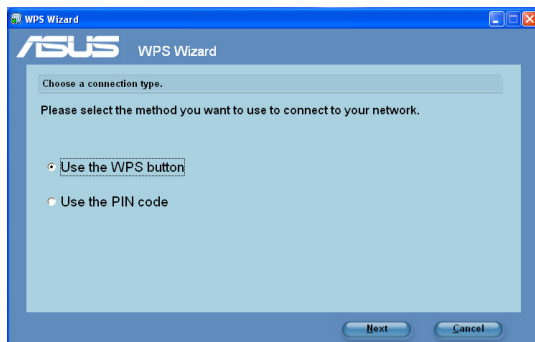 WPS Wizard
ASUS WPS Wizard
Choose a connection type.
Please select the method you want to use to connect to your network.
Use the WPS button
Use the PIN code
Next Cancel